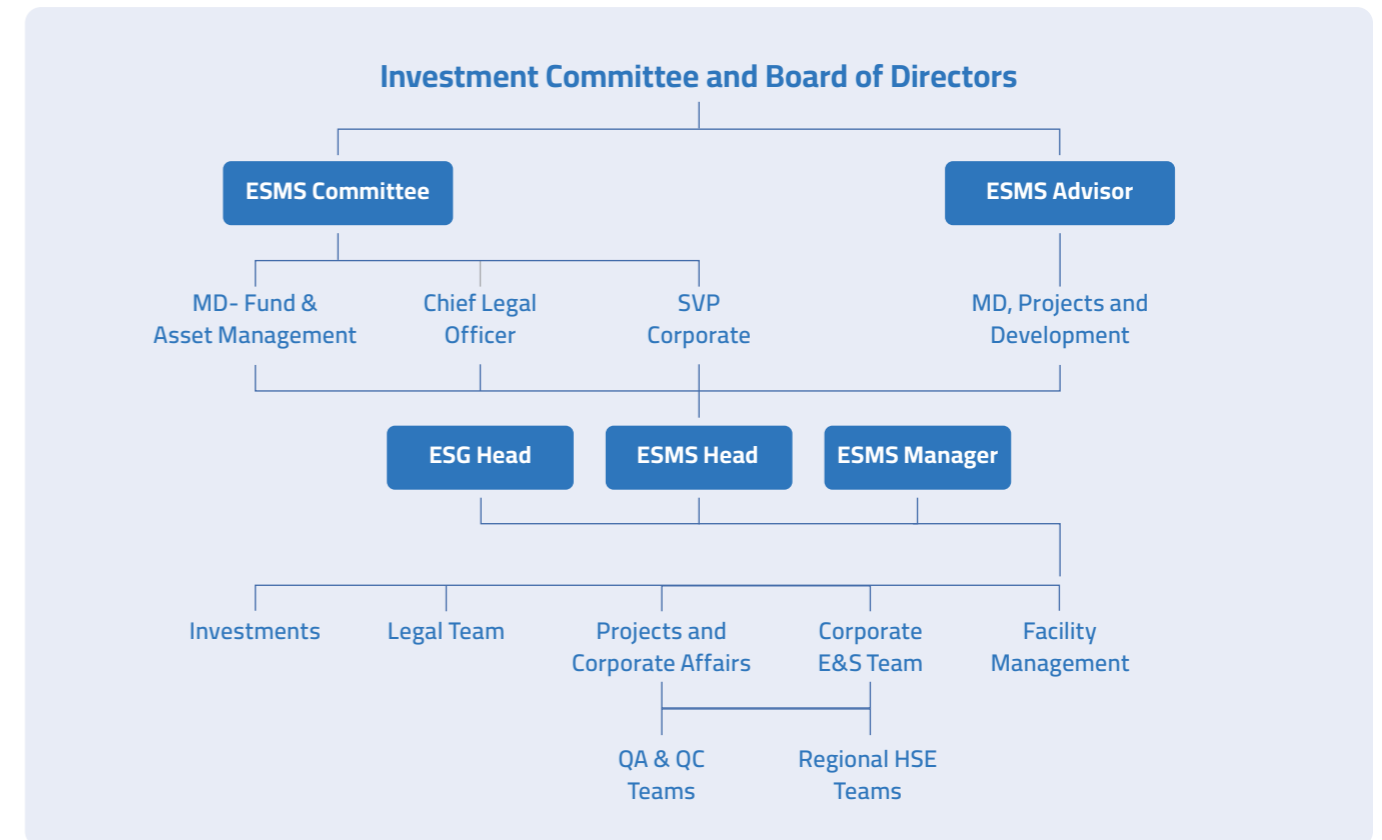 Investment Committee and Board of Directors
ESMS Committee
ESMS Advisor
MD- Fund &
Asset Management
Chief Legal
Officer
SVP
Corporate
MD, Projects and
Development
ESG Head
ESMS Head
ESMS Manager
Investments
Legal Team
Projects and
Corporate Affairs
Corporate
E&S Team
Facility
Management
QA & QC
Teams
Regional HSE
Teams